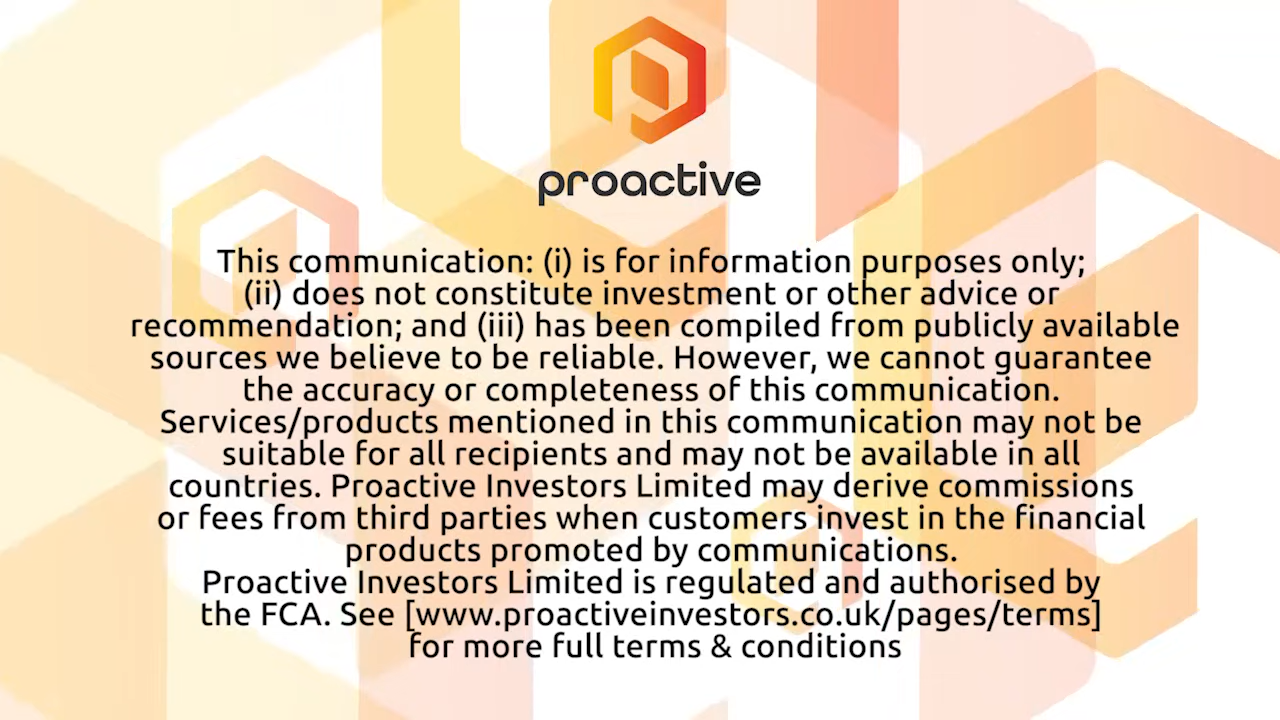 proactive
This communication: (i) is for information purposes only;
(ii) does not constitute investment or other advice or
recommendation; and (iii) has been compiled from publicly available
sources we believe to be reliable. However, we cannot guarantee
the accuracy or completeness of this communication.
Services/products mentioned in this communication may not be
suitable for all recipients and may not be available in all
countries. Proactive Investors Limited may derive commissions
or fees from third parties when customers invest in the financial
products promoted by communications.
Proactive Investors Limited is regulated and authorised by
the FCA. See [www.proactiveinvestors.co.uk/pages/terms]
for more full terms & conditions